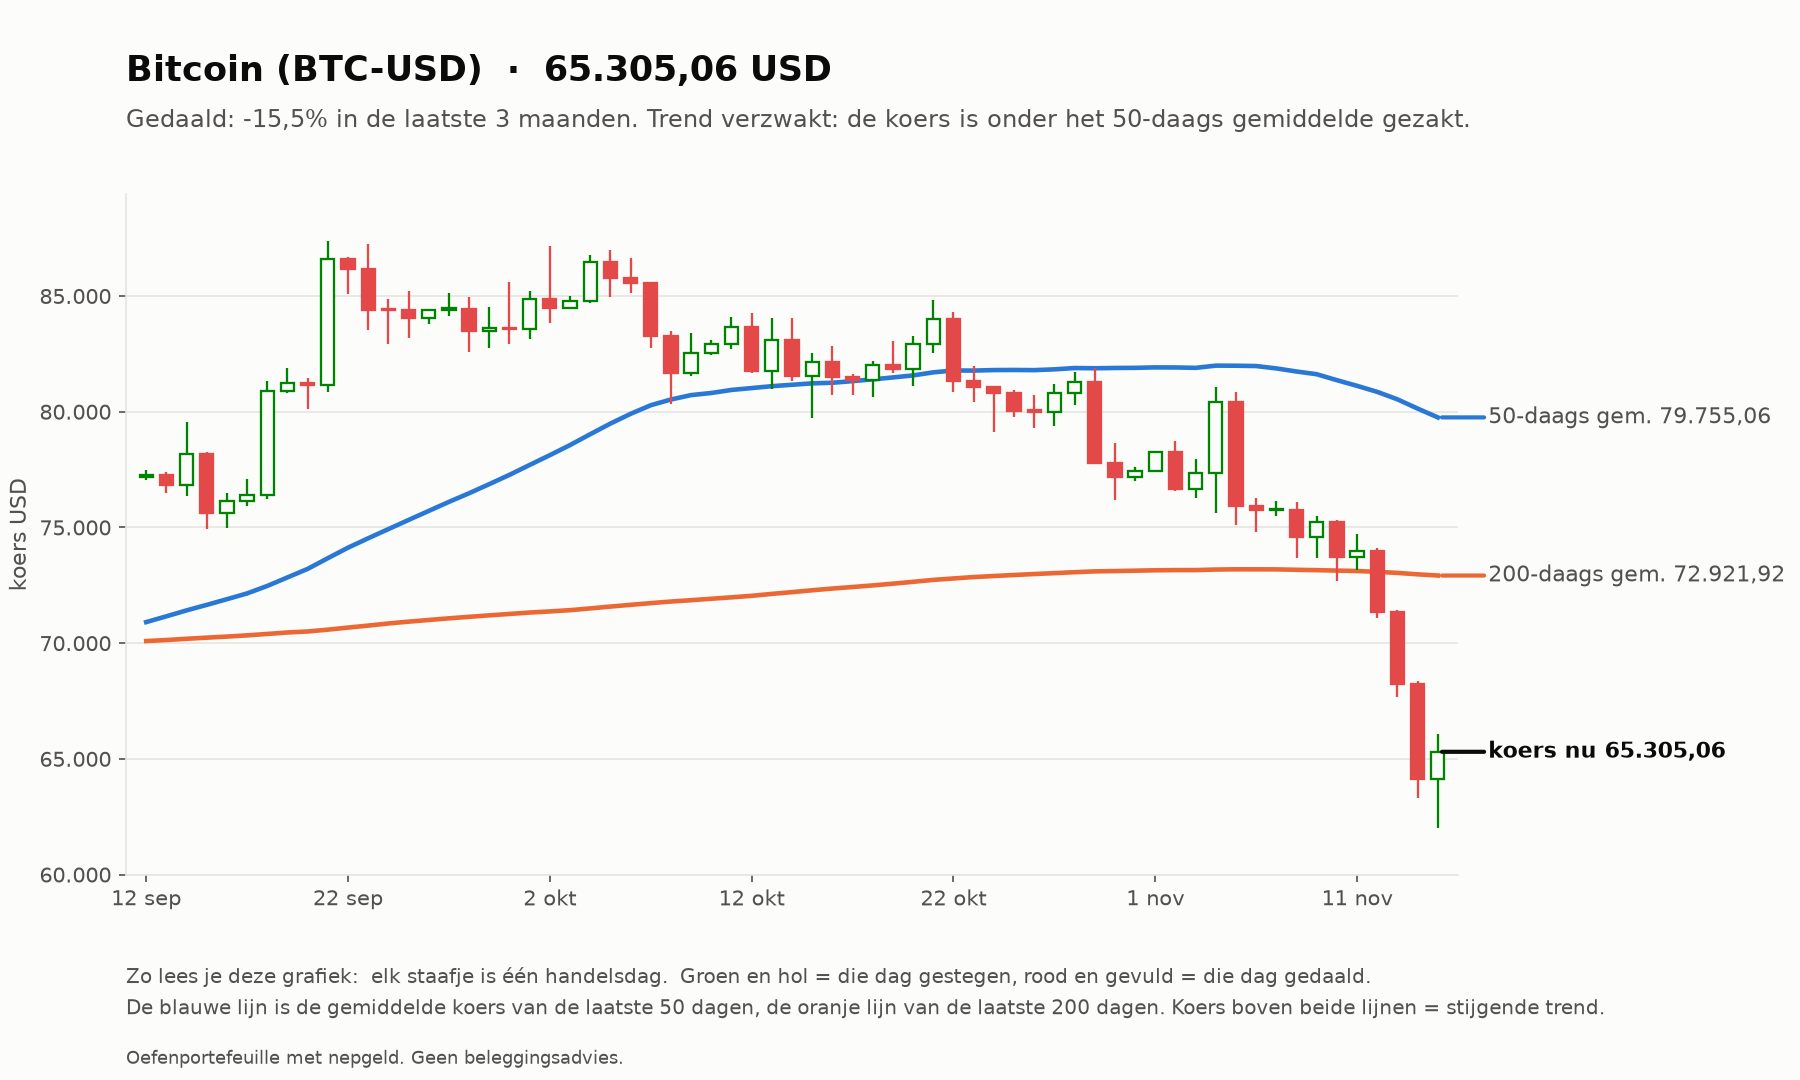 Bitcoin (BTC-USD) · 65.305,06 USD
Gedaald: -15,5% in de laatste 3 maanden. Trend verzwakt: de koers is onder het 50-daags gemiddelde gezakt.
koers USD
85.000
80.000
75.000
70.000
65.000
60.000
50-daags gem. 79.755,06
200-daags gem. 72.921,92
koers nu 65.305,06
12 sep
22 sep
2 okt
12 okt
22 okt
1 nov
11 nov
Zo lees je deze grafiek: elk staafje is één handelsdag. Groen en hol = die dag gestegen, rood en gevuld = die dag gedaald.
De blauwe lijn is de gemiddelde koers van de laatste 50 dagen, de oranje lijn van de laatste 200 dagen. Koers boven beide lijnen = stijgende trend.
Oefenportefeuille met nepgeld. Geen beleggingsadvies.